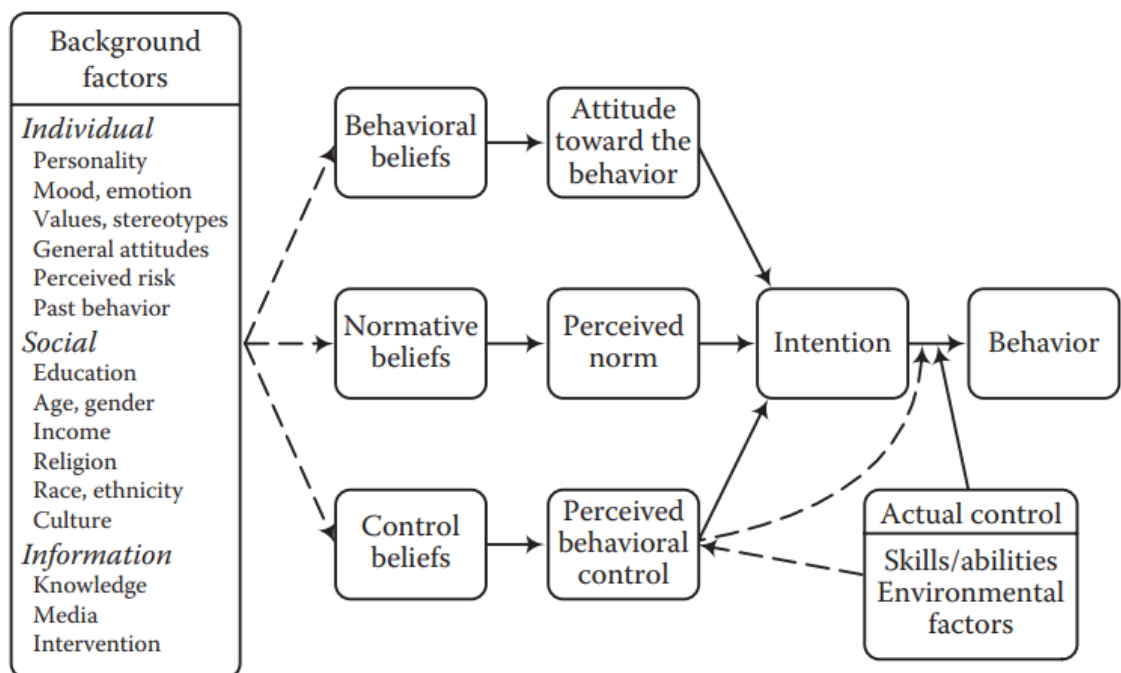 Background
factors
Individual
Personality
Mood, emotion
Values, stereotypes
General attitudes
Perceived risk
Past behavior
Social
Education
Age, gender
Income
Religion
Race, ethnicity
Culture
Information
Knowledge
Media
Intervention
Behavioral
beliefs
Attitude
toward the
behavior
Normative
beliefs
Perceived
norm
Intention
Behavior
Control
beliefs
Perceived
behavioral
control
Actual control
Skills/abilities
Environmental
factors